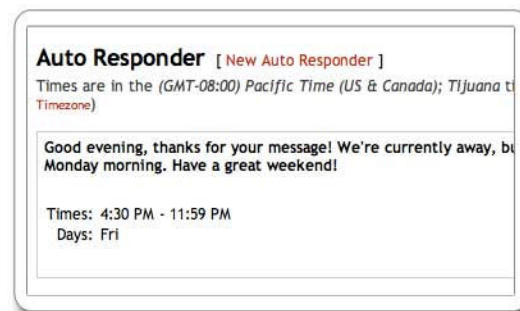 Auto Responder [ New Auto Responder ]
Times are in the (GMT-08:00) Pacific Time (US & Canada); Tijuana
Timezone)
Good evening, thanks for your message! We're currently away,
Monday morning. Have a great weekend!
Times: 4:30 PM - 11:59 PM
Days: Fri